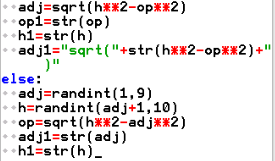 adj=sqrt(h**2-op**2)
op1=str(op)
h1=str(h)
adj1="sqrt("+str(h**2-op**2)+"
)"
else:
adj=randint(1,9)
h=randint(adj+1,10)
op=sqrt(h**2-adj**2)
adj1=str(adj)
h1=str(h)